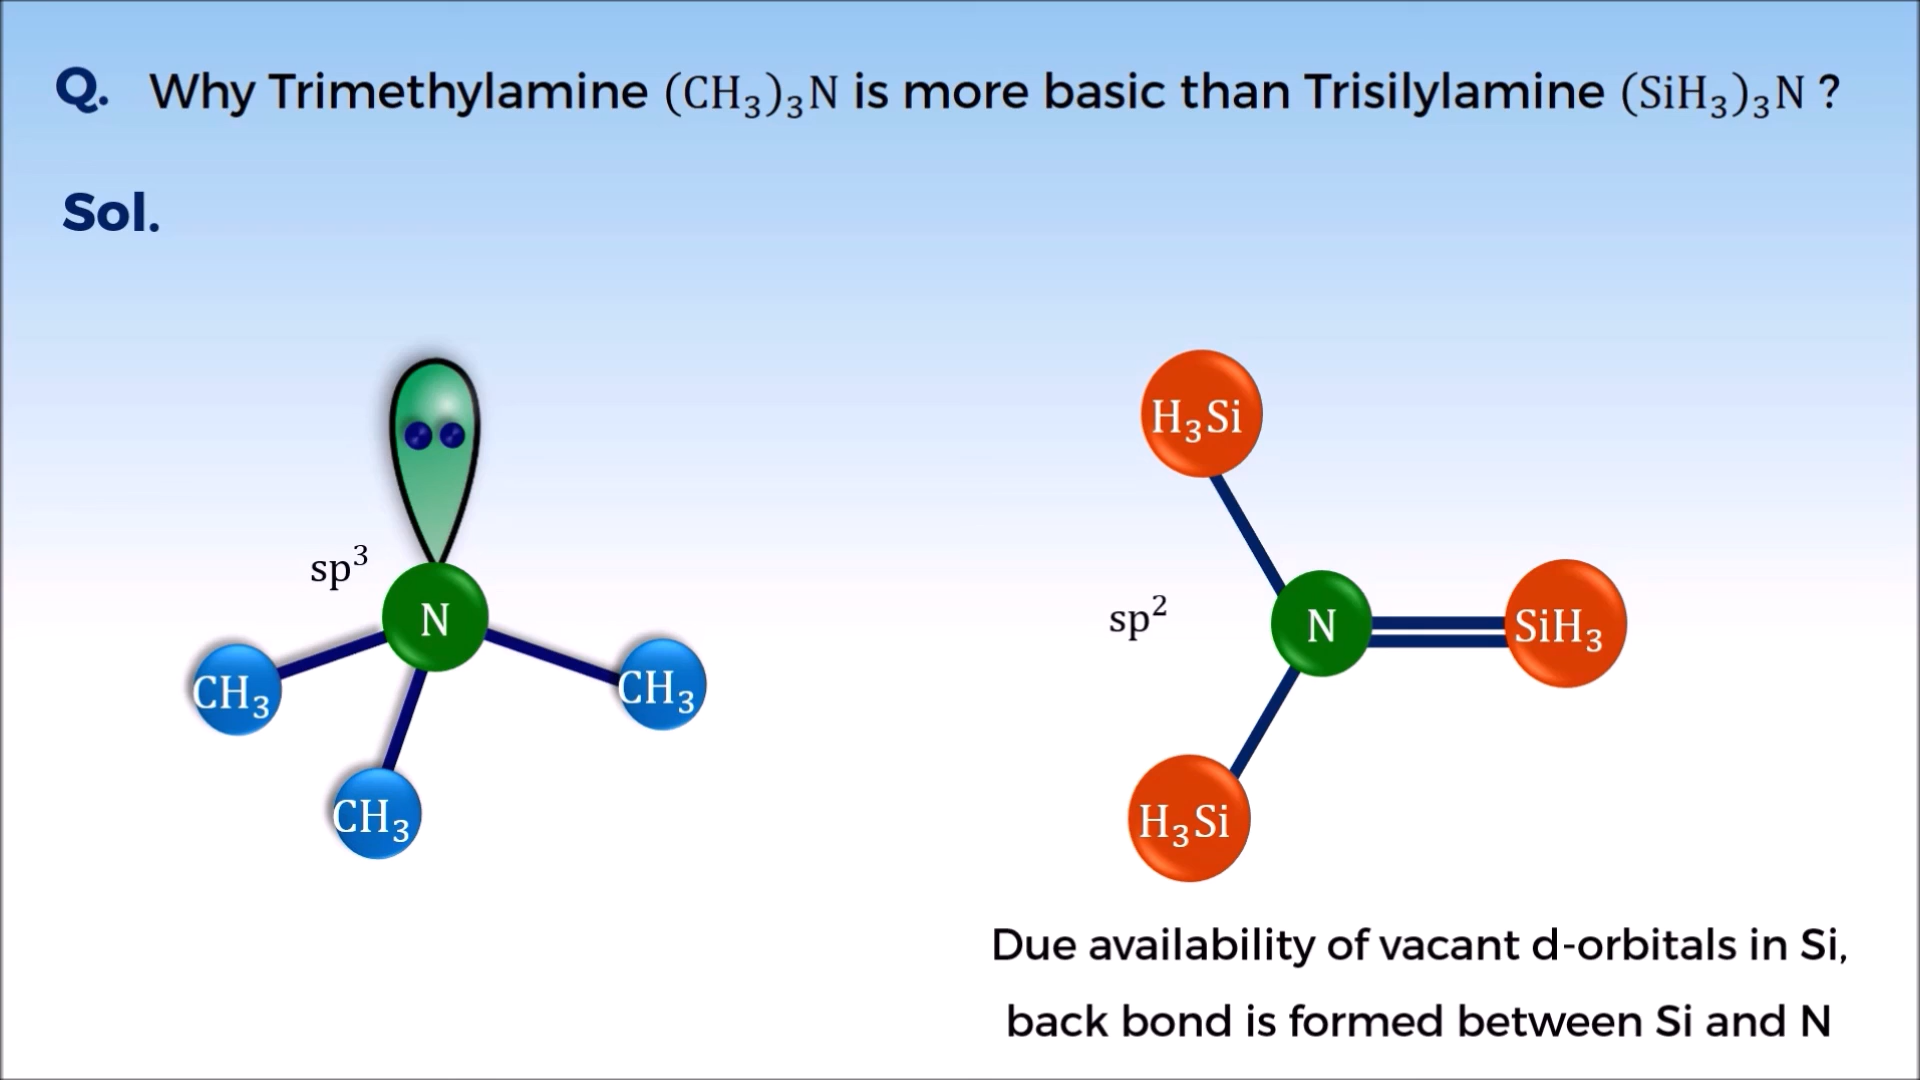 Q. Why Trimethylamine (CH₃)₃N is more basic than Trisilylamine (SiH₃)₃N ?
Sol.
sp³
N
CH₃
CH₃
CH₃
H₃Si
sp²
N
SiH₃
H₃Si
Due availability of vacant d-orbitals in Si,
back bond is formed between Si and N